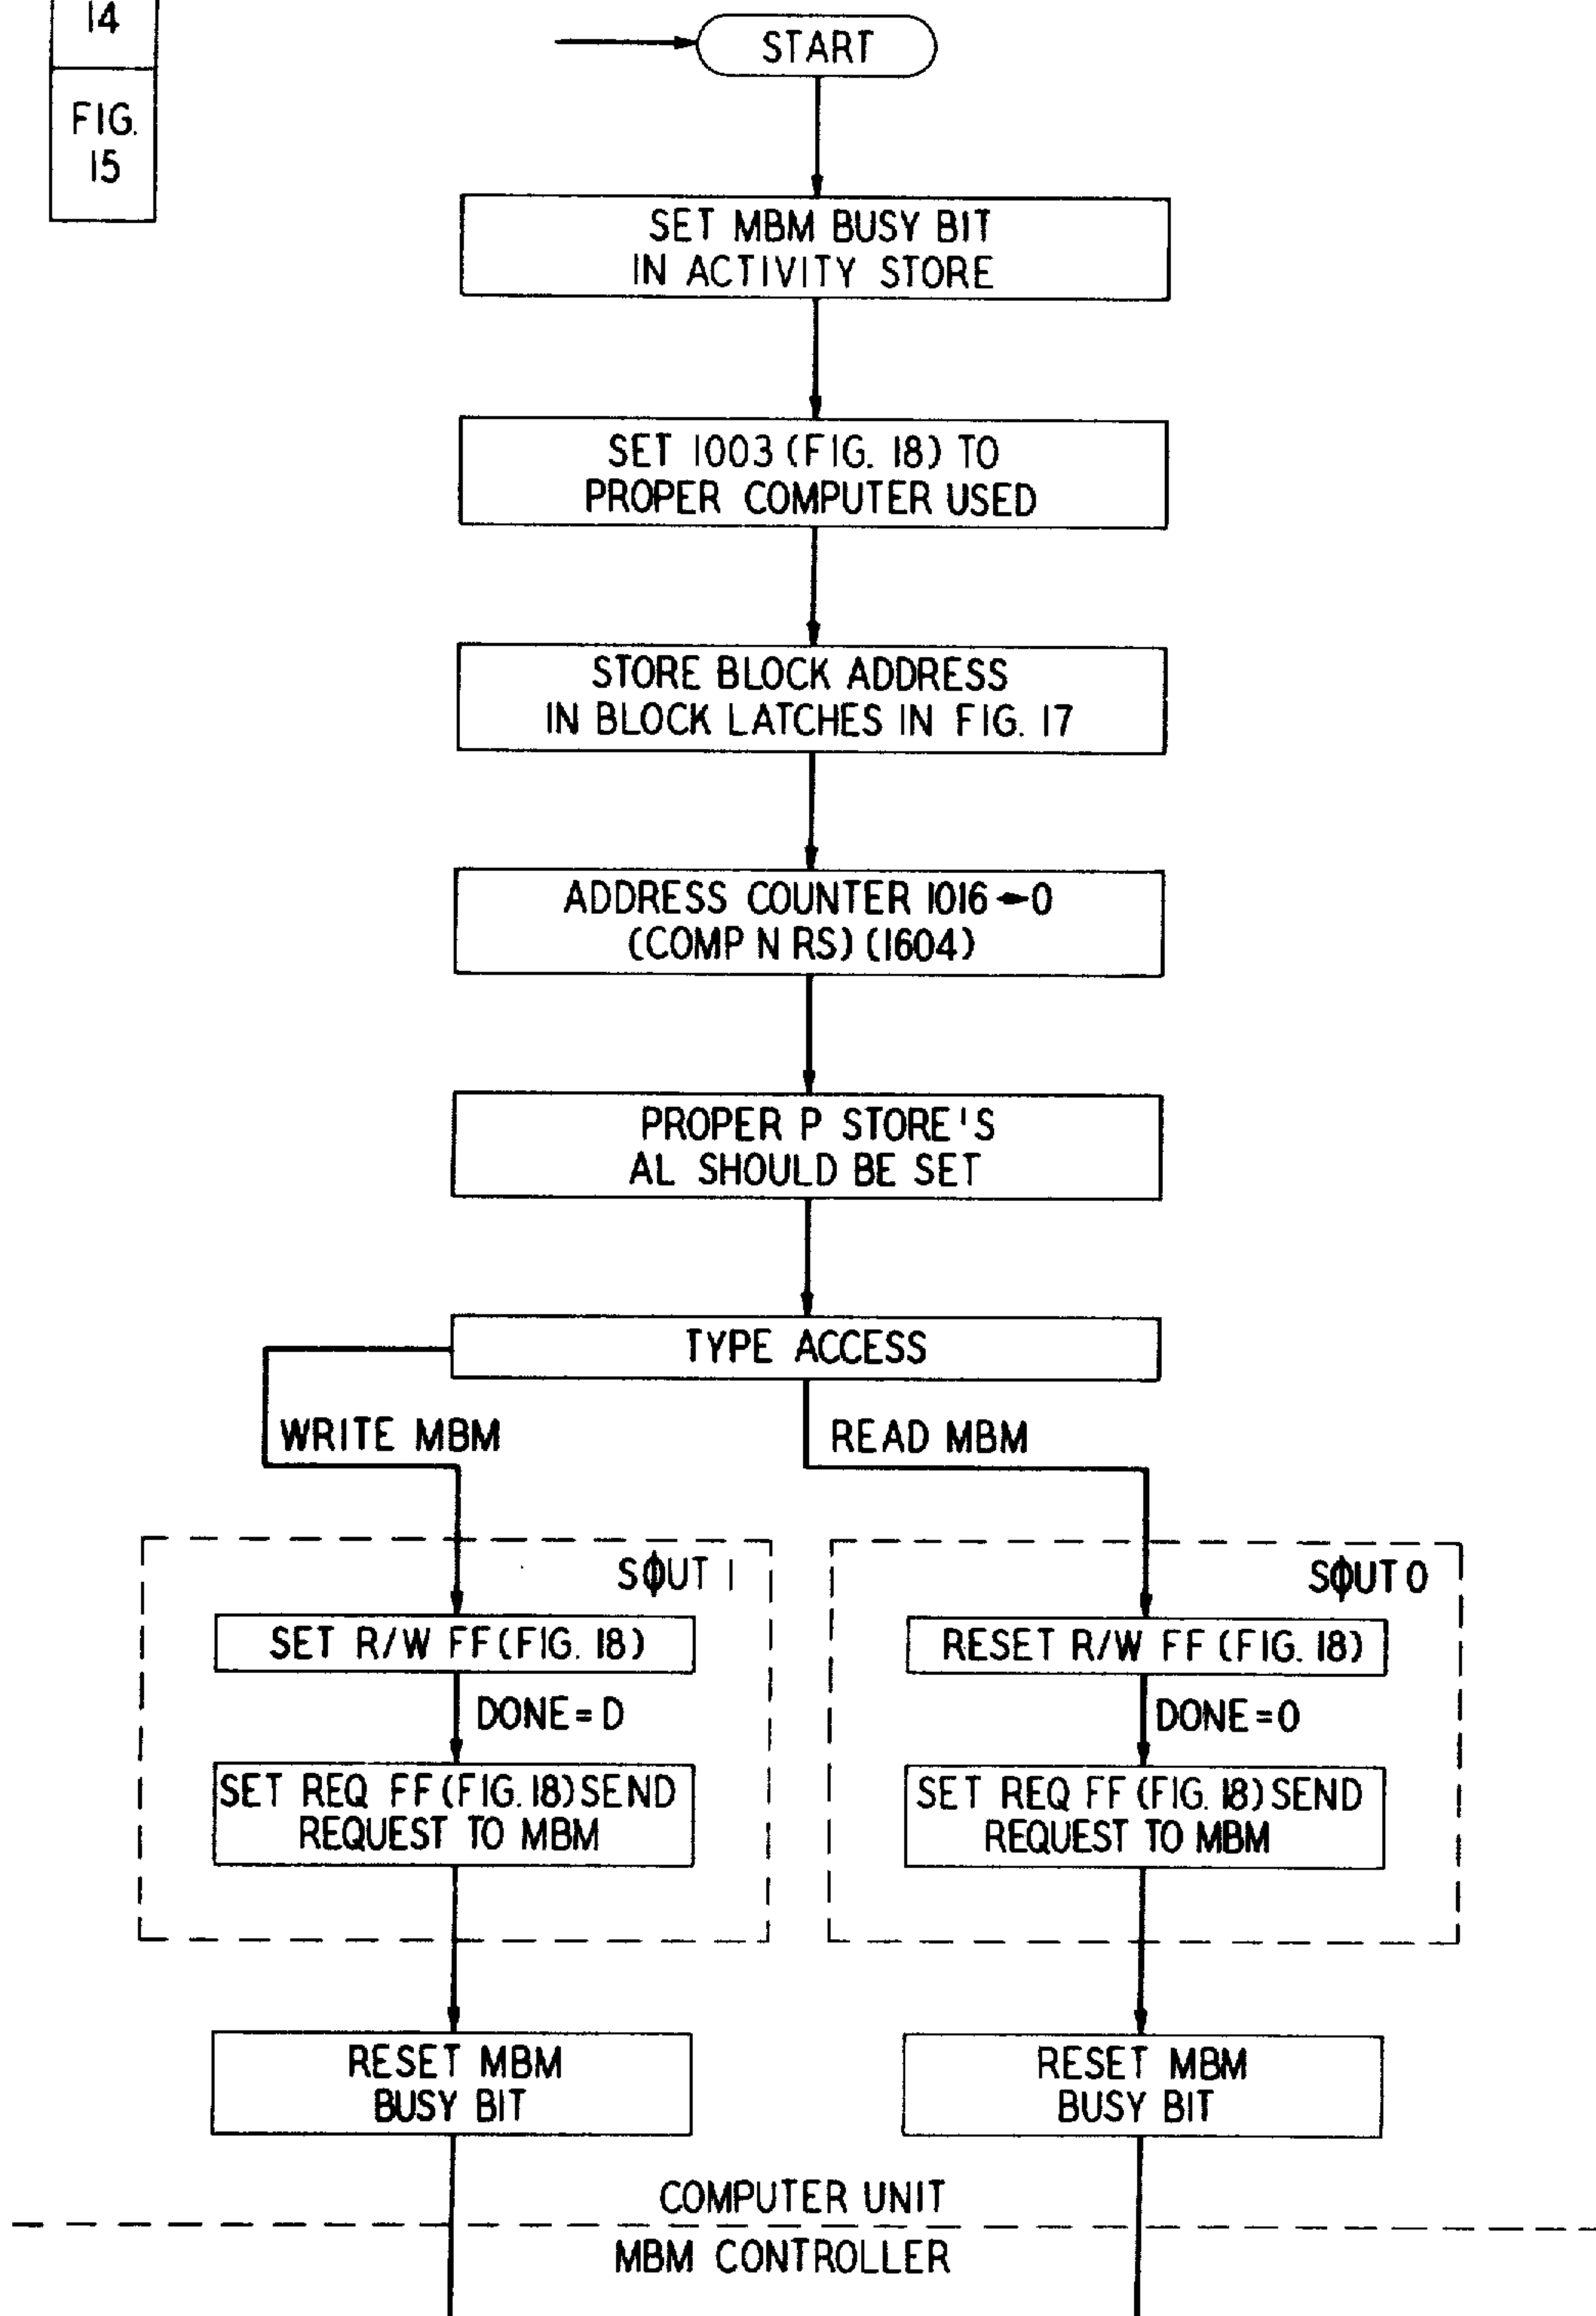 14
FIG.
15
START
SET MBM BUSY BIT
IN ACTIVITY STORE
SET 1003 (FIG. 18) TO
PROPER COMPUTER USED
STORE BLOCK ADDRESS
IN BLOCK LATCHES IN FIG. 17
ADDRESS COUNTER 1016 ← 0
(COMP N RS) (1604)
PROPER P STORE'S
AL SHOULD BE SET
TYPE ACCESS
WRITE MBM
READ MBM
SΦUT 1
SET R/W FF (FIG. 18)
DONE = D
SET REQ FF (FIG. 18) SEND
REQUEST TO MBM
RESET MBM
BUSY BIT
SΦUT 0
RESET R/W FF (FIG. 18)
DONE = 0
SET REQ FF (FIG. 18) SEND
REQUEST TO MBM
RESET MBM
BUSY BIT
COMPUTER UNIT
MBM CONTROLLER